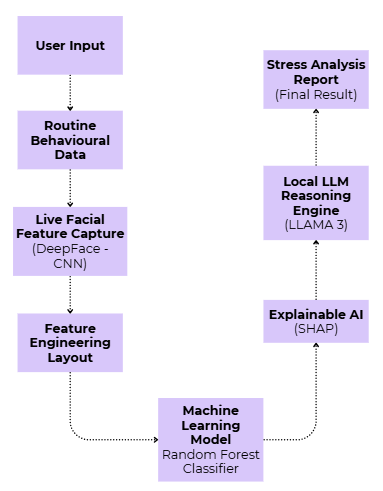 User Input
Routine
Behavioural
Data
Live Facial
Feature Capture
(DeepFace -
CNN)
Feature
Engineering
Layout
Machine
Learning
Model
Random Forest
Classifier
Explainable AI
(SHAP)
Local LLM
Reasoning
Engine
(LLAMA 3)
Stress Analysis
Report
(Final Result)